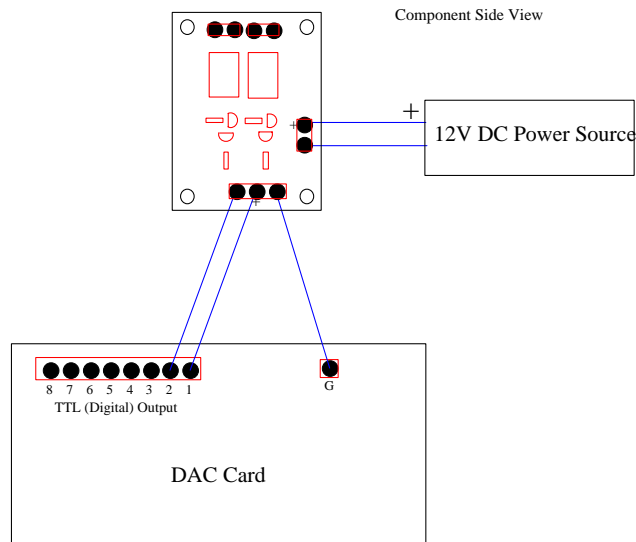 Component Side View
+
+
12V DC Power Source
+
8 7 6 5 4 3 2 1
G
TTL (Digital) Output
DAC Card